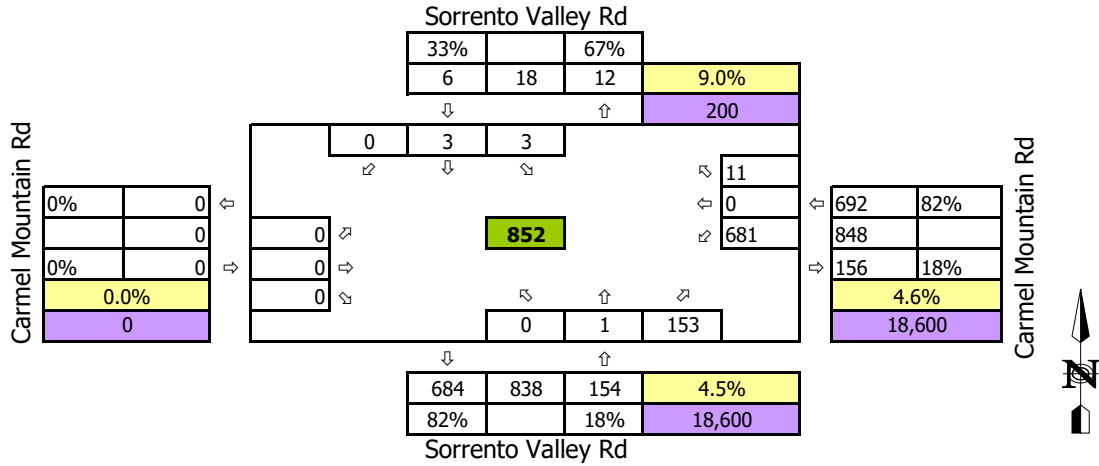 Sorrento Valley Rd
33% 67%
6 18 12 9.0%
200
0 3 3
11
0% 0 0 692 82%
0 0 852 681 848
0% 0 0 156 18%
0.0% 0 4.6%
0 0 1 153 18,600
684 838 154 4.5%
82% 18% 18,600
Sorrento Valley Rd
Carmel Mountain Rd
Carmel Mountain Rd
N